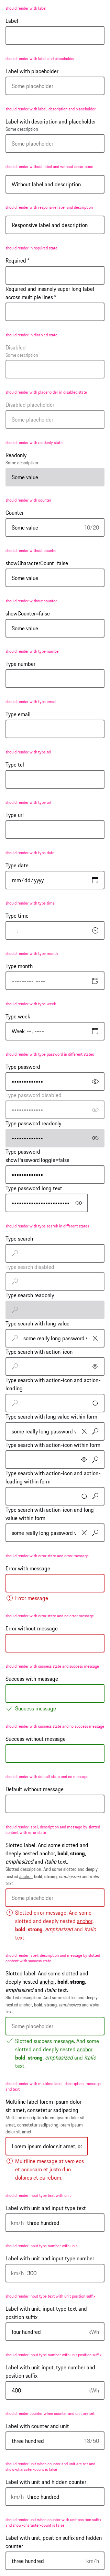 should render with label
Label
should render with label and placeholder
Label with placeholder
Some placeholder
should render with label, description and placeholder
Label with description and placeholder
Some description
Some placeholder
should render without label and without description
Without label and description
should render with responsive label and description
Responsive label and description
should render in required state
Required *
Required and insanely super long label
across multiple lines *
should render in disabled state
Disabled
Some description
should render with placeholder in disabled state
Disabled placeholder
Some placeholder
should render with readonly state
Readonly
Some description
Some value
should render with counter
Counter
Some value 10/20
should render without counter
showCharacterCount=false
Some value
should render without counter
showCounter=false
Some value
should render with type number
Type number
should render with type email
Type email
should render with type tel
Type tel
should render with type url
Type url
should render with type date
Type date
mm/dd/yyyy
should render with type time
Type time
--:-- --
should render with type month
Type month
--------- ----
should render with type week
Type week
Week --, ----
should render with type password in different states
Type password
•••••••••••••
Type password disabled
•••••••••••••
Type password readonly
•••••••••••••
Type password
showPasswordToggle=false
•••••••••••••
Type password long text
should render with type search in different states
Type search
Type search disabled
Type search readonly
Type search with long value
some really long password v
Type search with action-icon
Type search with action-icon and action-
loading
Type search with long value within form
some really long password v
Type search with action-icon within form
Type search with action-icon and action-
loading within form
Type search with action-icon and long
value within form
some really long password v
should render with error state and error message
Error with message
Error message
should render with error state and no error message
Error without message
should render with success state and success message
Success with message
Success message
should render with success state and no success message
Success without message
should render with default state and no message
Default without message
should render label, description and message by slotted
content with error state
Slotted label. And some slotted and
deeply nested anchor, bold, strong,
emphasized and italic text.
Slotted description. And some slotted and deeply
nested anchor, bold, strong, emphasized and italic
text.
Some placeholder
Slotted error message. And some
slotted and deeply nested anchor,
bold, strong, emphasized and italic
text.
should render label, description and message by slotted
content with success state
Slotted label. And some slotted and
deeply nested anchor, bold, strong,
emphasized and italic text.
Slotted description. And some slotted and deeply
nested anchor, bold, strong, emphasized and italic
text.
Some placeholder
Slotted success message. And some
slotted and deeply nested anchor,
bold, strong, emphasized and italic
text.
should render with multiline label, description, message
and text
Multiline label lorem ipsum dolor
sit amet, consetetur sadipscing
Multiline description lorem ipsum dolor sit
amet, consetetur sadipscing lorem ipsum
dolor sit amet
Lorem ipsum dolor sit amet, co
Multiline message at vero eos
et accusam et justo duo
dolores et ea rebum.
should render input type text with unit
Label with unit and input type text
km/h three hundred
should render input type number with unit
Label with unit and input type number
km/h 300
should render input type text with unit position suffix
Label with unit, input type text and
position suffix
four hundred kWh
should render input type number with unit position suffix
Label with unit input, type number and
position suffix
400 kWh
should render counter when counter and unit are set
Label with counter and unit
three hundred 13/50
should render unit when counter and unit are set and
show-character-count is false
Label with unit and hidden counter
km/h three hundred
should render unit when counter with unit position suffix
and show-character-count is false
Label with unit, position suffix and hidden
counter
three hundred km/h